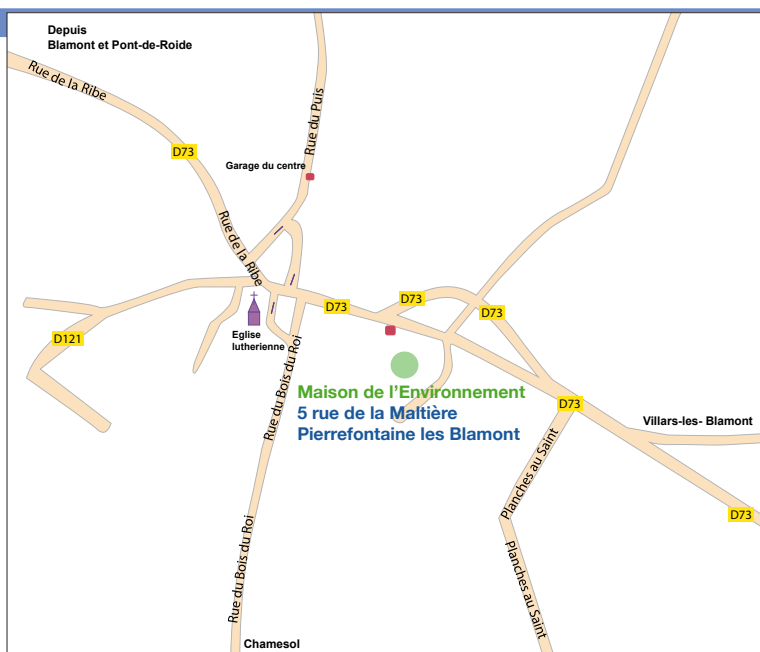 Depuis
Blamont et Pont-de-Roide
Rue de la Ribe
Rue du Puis
D73
Garage du centre
Rue de la Ribe
D73
D73
D73
D121
Eglise
lutherienne
Rue du Bois du Roi
Maison de l'Environnement
5 rue de la Maltière
Pierrefontaine les Blamont
D73
Villars-les- Blamont
Planches au Saint
D73
Rue du Bois du Roi
Planches au Saint
Chamesol